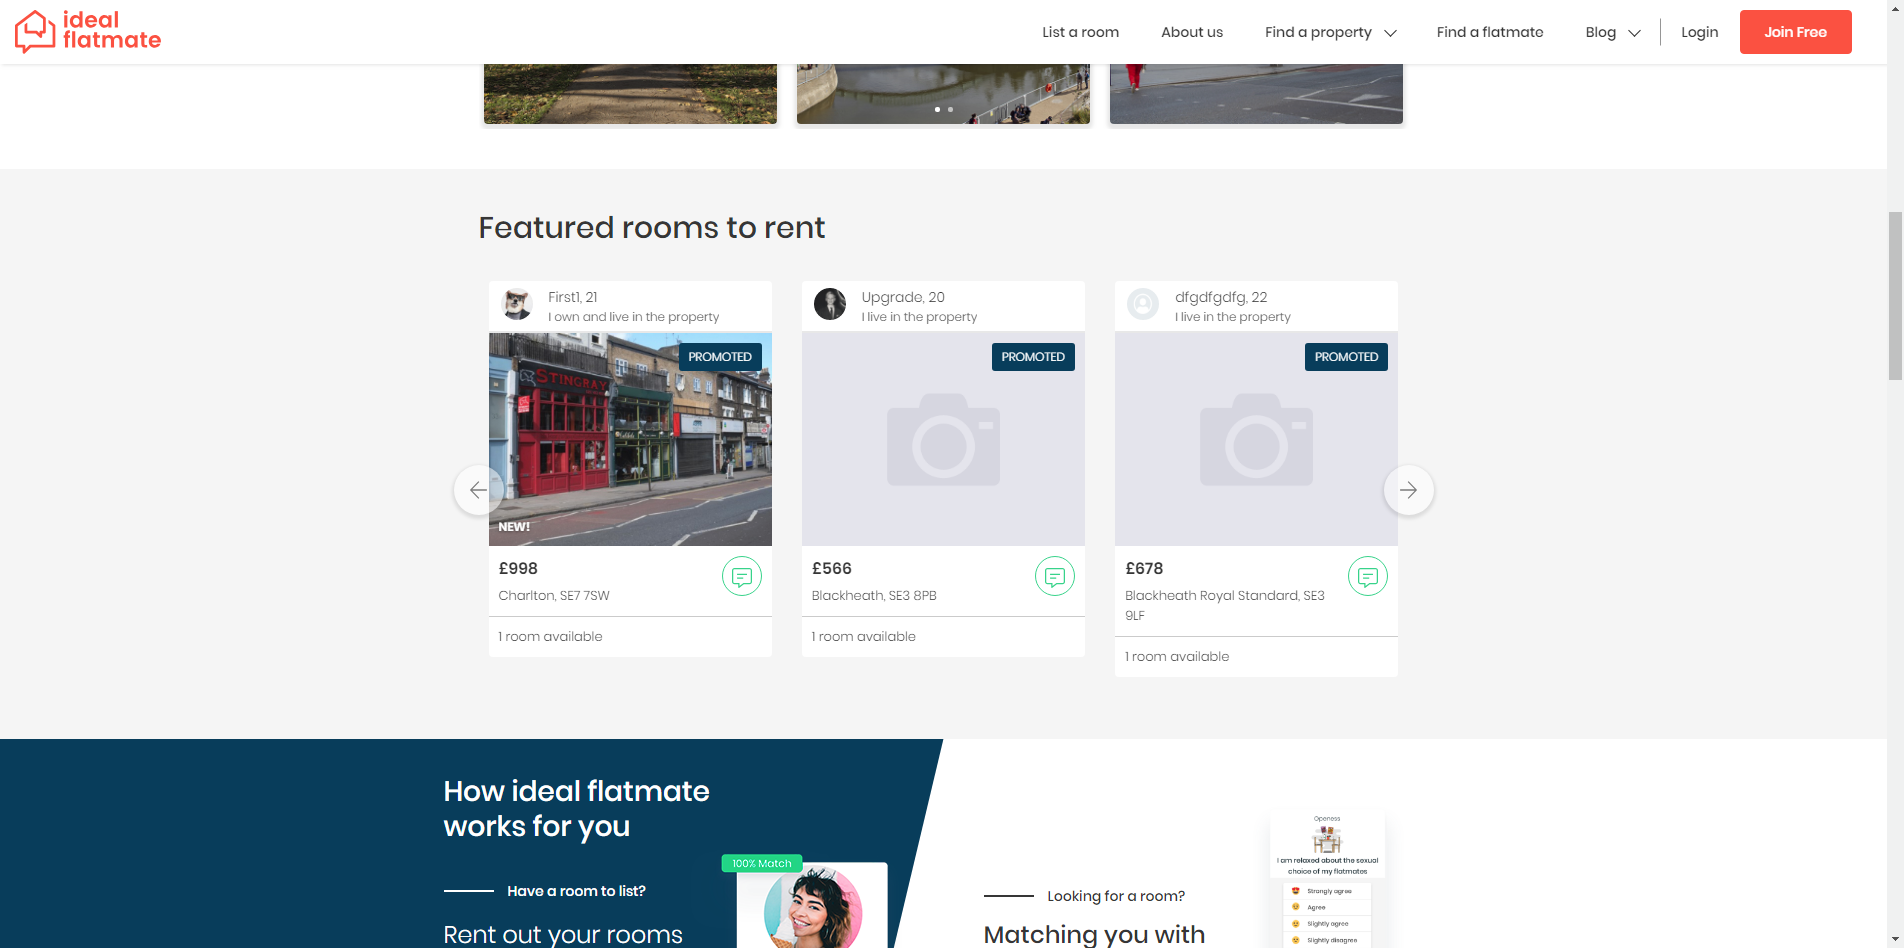 ideal
flatmate
List a room
About us
Find a property
Find a flatmate
Blog
Login
Join Free
Featured rooms to rent
First1, 21
I own and live in the property
PROMOTED
STINGRAY
NEW!
£998
Charlton, SE7 7SW
1 room available
Upgrade, 20
I live in the property
PROMOTED
£566
Blackheath, SE3 8PB
1 room available
dfgdfgdfg, 22
I live in the property
PROMOTED
£678
Blackheath Royal Standard, SE3
9LF
1 room available
How ideal flatmate
works for you
100% Match
Have a room to list?
Rent out your rooms
Looking for a room?
Matching you with
Openess
I am relaxed about the sexual
choice of my flatmates
Strongly agree
Agree
Slightly agree
Slightly disagree